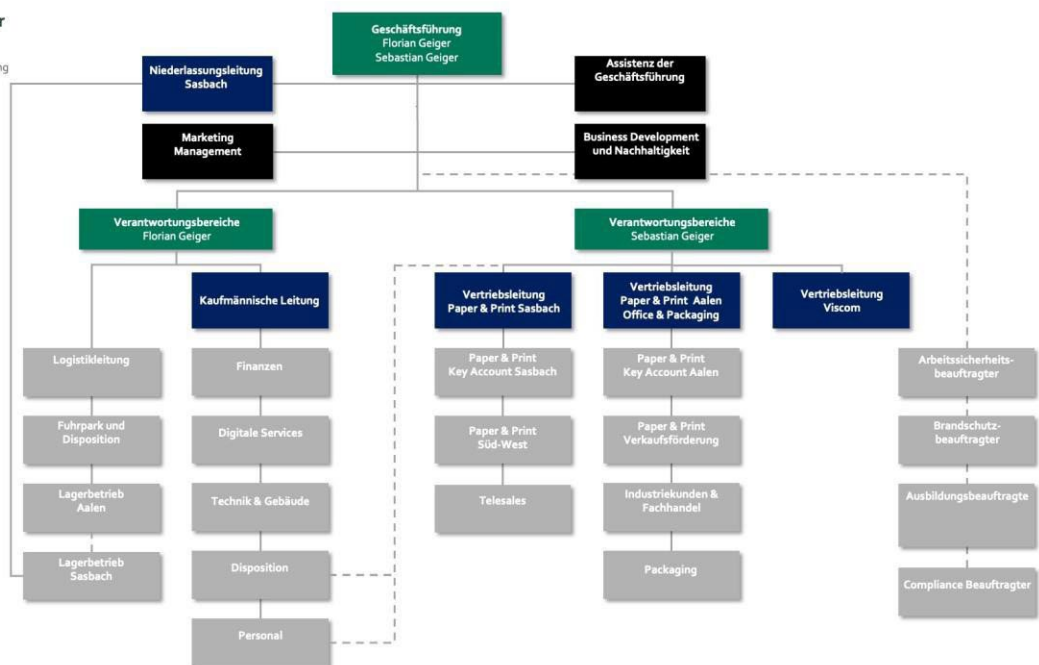 r
ng
Geschäftsführung
Florian Geiger
Sebastian Geiger
Niederlassungsleitung
Sasbach
Assistenz der
Geschäftsführung
Marketing
Management
Business Development
und Nachhaltigkeit
Verantwortungsbereiche
Florian Geiger
Verantwortungsbereiche
Sebastian Geiger
Kaufmännische Leitung
Vertriebsleitung
Paper & Print Sasbach
Vertriebsleitung
Paper & Print Aalen
Office & Packaging
Vertriebsleitung
Viscom
Logistikleitung
Fuhrpark und
Disposition
Lagerbetrieb
Aalen
Lagerbetrieb
Sasbach
Finanzen
Digitale Services
Technik & Gebäude
Disposition
Personal
Paper & Print
Key Account Sasbach
Paper & Print
Süd-West
Telesales
Paper & Print
Key Account Aalen
Paper & Print
Verkaufsförderung
Industriekunden &
Fachhandel
Packaging
Arbeitssicherheits-
beauftragter
Brandschutz-
beauftragter
Ausbildungsbeauftragte
Compliance Beauftragter